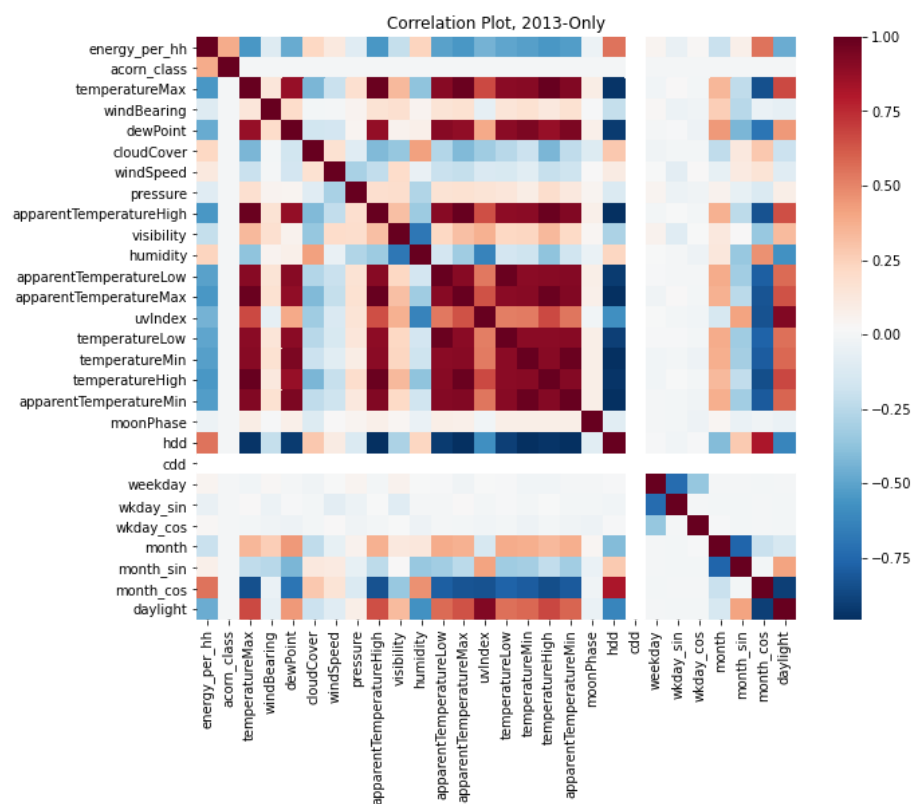 Correlation Plot, 2013-Only
energy_per_hh
acorn_class
temperatureMax
windBearing
dewPoint
cloudCover
windSpeed
pressure
apparentTemperatureHigh
visibility
humidity
apparentTemperatureLow
apparentTemperatureMax
uvIndex
temperatureLow
temperatureMin
temperatureHigh
apparentTemperatureMin
moonPhase
hdd
cdd
weekday
wkday_sin
wkday_cos
month
month_sin
month_cos
daylight
energy_per_hh
acorn_class
temperatureMax
windBearing
dewPoint
cloudCover
windSpeed
pressure
apparentTemperatureHigh
visibility
humidity
apparentTemperatureLow
apparentTemperatureMax
uvIndex
temperatureLow
temperatureMin
temperatureHigh
apparentTemperatureMin
moonPhase
hdd
cdd
weekday
wkday_sin
wkday_cos
month
month_sin
month_cos
daylight
1.00
0.75
0.50
0.25
0.00
−0.25
−0.50
−0.75